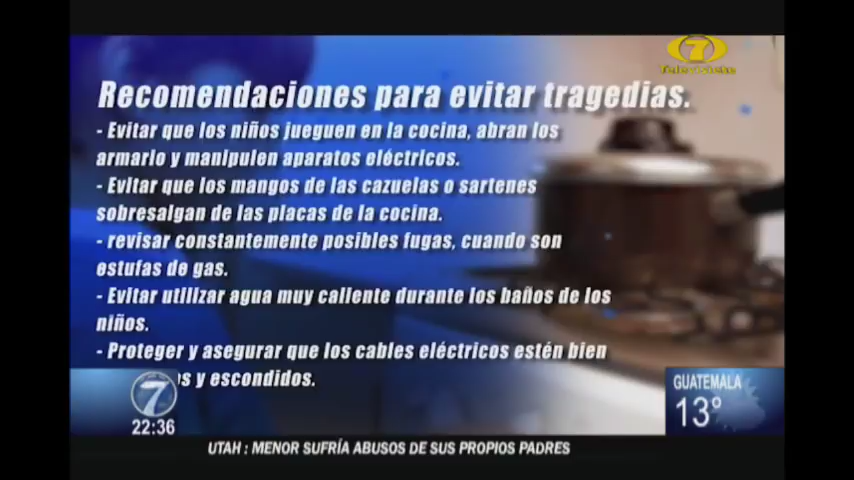 7
Telesistete
Recomendaciones para evitar tragedias.
- Evitar que los niños jueguen en la cocina, abran los
armario y manipulen aparatos eléctricos.
- Evitar que los mangos de las cazuelas o sartenes
sobresalgan de las placas de la cocina.
- revisar constantemente posibles fugas, cuando son
estufas de gas.
- Evitar utilizar agua muy caliente durante los baños de los
niños.
- Proteger y asegurar que los cables eléctricos estén bien
s y escondidos.
7
22:36
GUATEMALA
13°
UTAH : MENOR SUFRÍA ABUSOS DE SUS PROPIOS PADRES